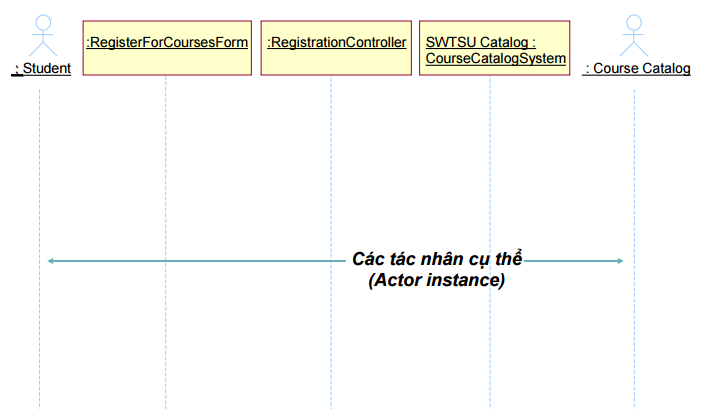 :RegisterForCoursesForm
:RegistrationController
SWTSU Catalog :
CourseCatalogSystem
: Student
: Course Catalog
Các tác nhân cụ thể
(Actor instance)